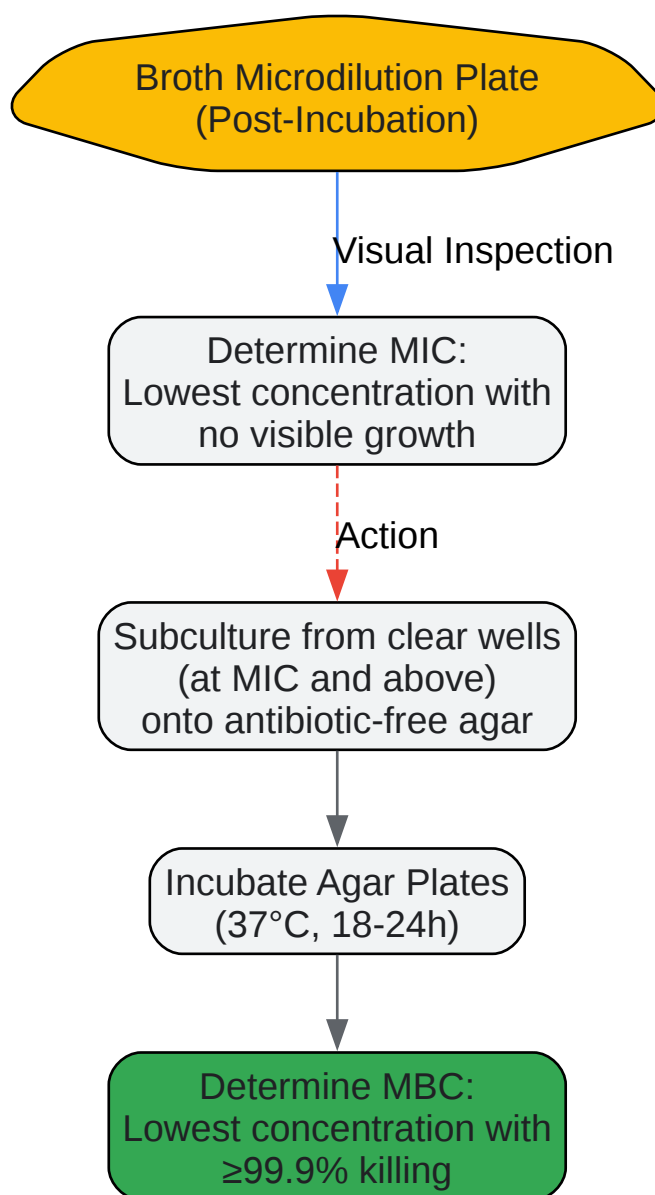 Broth Microdilution Plate
(Post-Incubation)
Visual Inspection
Determine MIC:
Lowest concentration with
no visible growth
Action
Subculture from clear wells
(at MIC and above)
onto antibiotic-free agar
Incubate Agar Plates
(37°C, 18-24h)
Determine MBC:
Lowest concentration with
≥99.9% killing